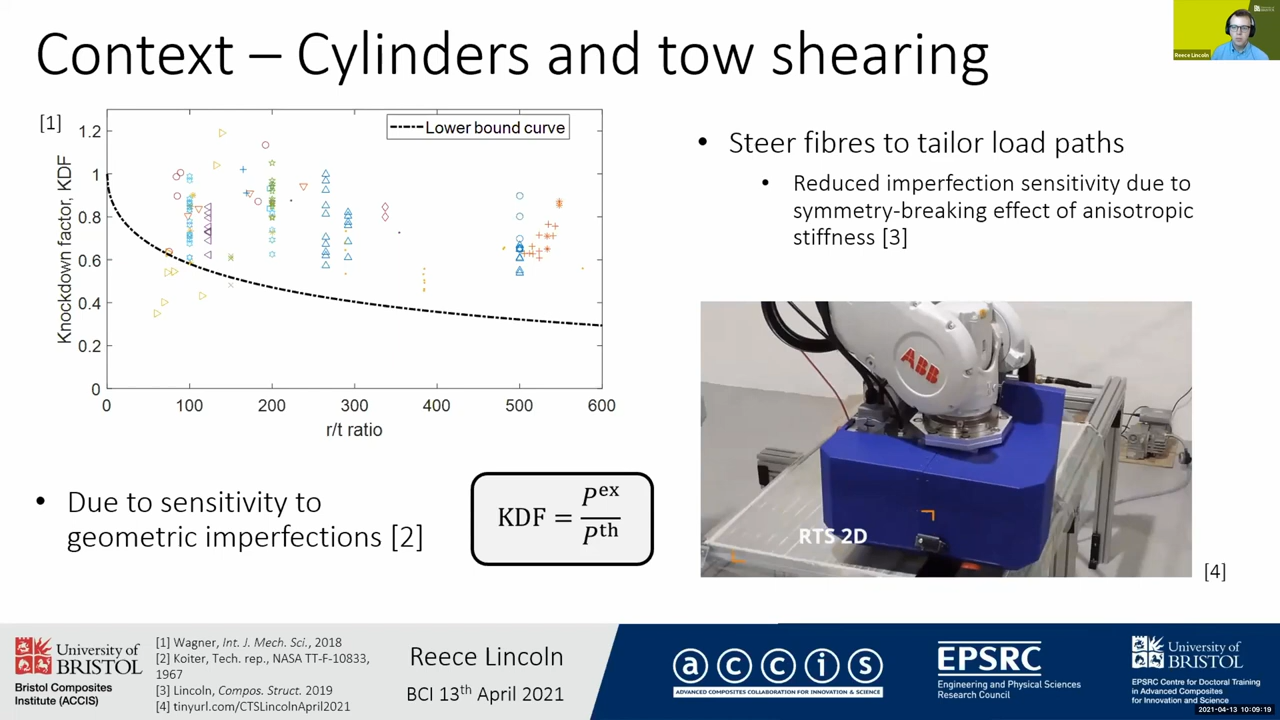 Context – Cylinders and tow shearing
Reece Lincoln
University of
BRISTOL
[1]
Lower bound curve
Knockdown factor, KDF
1.2
1
0.8
0.6
0.4
0.2
0
0 100 200 300 400 500 600
r/t ratio
• Due to sensitivity to
geometric imperfections [2]
KDF = P^ex / P^th
• Steer fibres to tailor load paths
• Reduced imperfection sensitivity due to
symmetry-breaking effect of anisotropic
stiffness [3]
ABB
RTS 2D
[4]
University of
BRISTOL
Bristol Composites
Institute (ACCIS)
[1] Wagner, Int. J. Mech. Sci., 2018
[2] Koiter, Tech. rep., NASA TT-F-10833,
1967
[3] Lincoln, Compos. Struct. 2019
[4] tinyurl.com/CTSLincolnApril2021
Reece Lincoln
BCI 13th April 2021
accis
ADVANCED COMPOSITES COLLABORATION FOR INNOVATION & SCIENCE
EPSRC
Engineering and Physical Sciences
Research Council
University of
BRISTOL
EPSRC Centre for Doctoral Training
in Advanced Composites
for Innovation and Science
2021-04-13 10:09:19